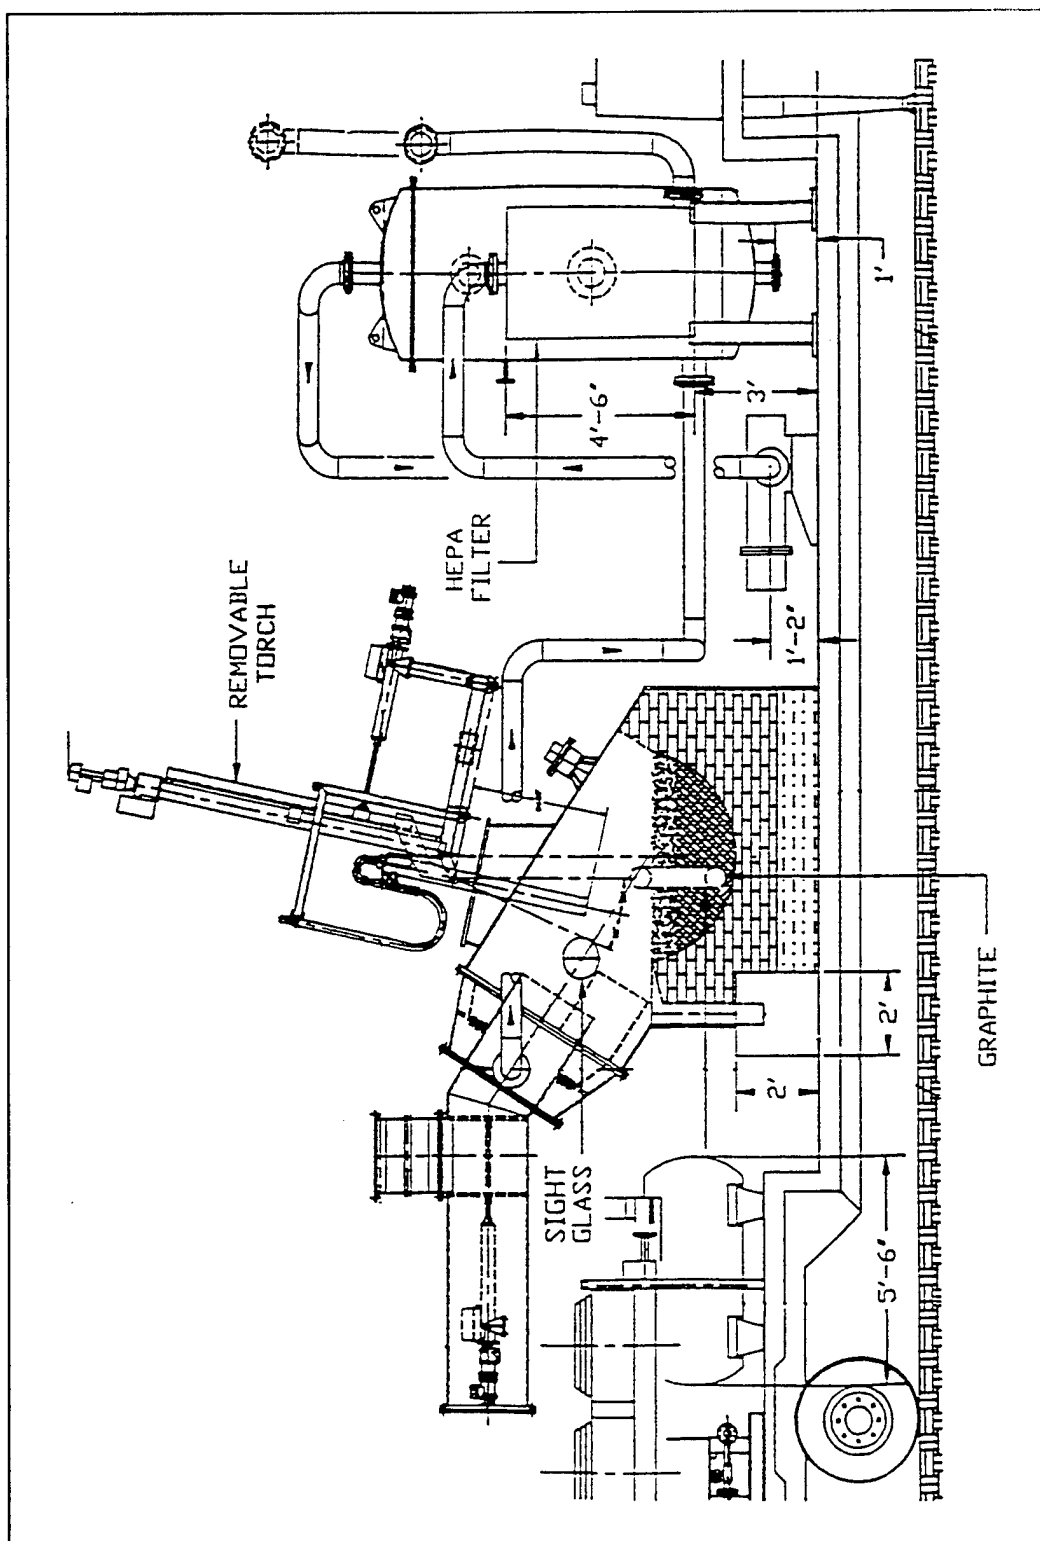 REMOVABLE
TORCH
HEPA
FILTER
4'-6"
3'
1'
1'-2"
SIGHT
GLASS
GRAPHITE
2'
2'
5'-6"